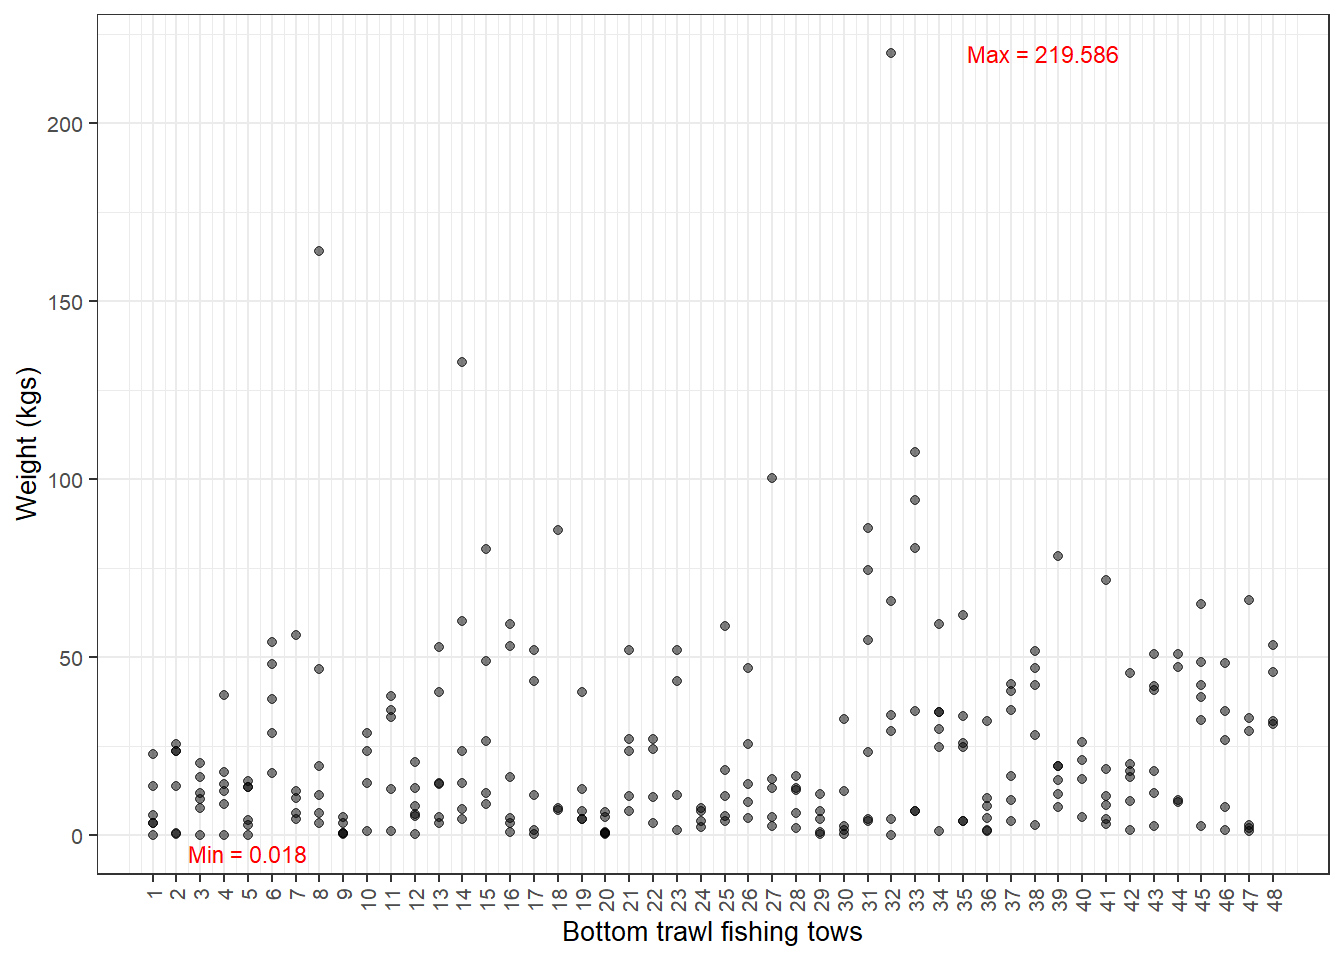 Max = 219.586
200
150
100
50
0
Weight (kgs)
Min = 0.018
1 2 3 4 5 6 7 8 9 10 11 12 13 14 15 16 17 18 19 20 21 22 23 24 25 26 27 28 29 30 31 32 33 34 35 36 37 38 39 40 41 42 43 44 45 46 47 48
Bottom trawl fishing tows